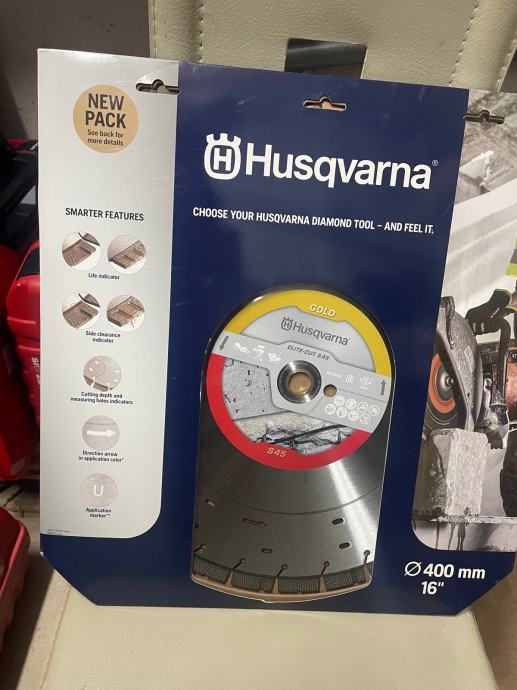 NEW
PACK
See back for
more details
Husqvarna®
SMARTER FEATURES
CHOOSE YOUR HUSQVARNA DIAMOND TOOL – AND FEEL IT.
Life indicator
Side clearance
indicator
Cutting depth and
measuring holes indicators
Direction arrow
in application color*
U
Application
marker**
GOLD
Husqvarna
ELITE-CUT S45
S45
Ø 400 mm
16"